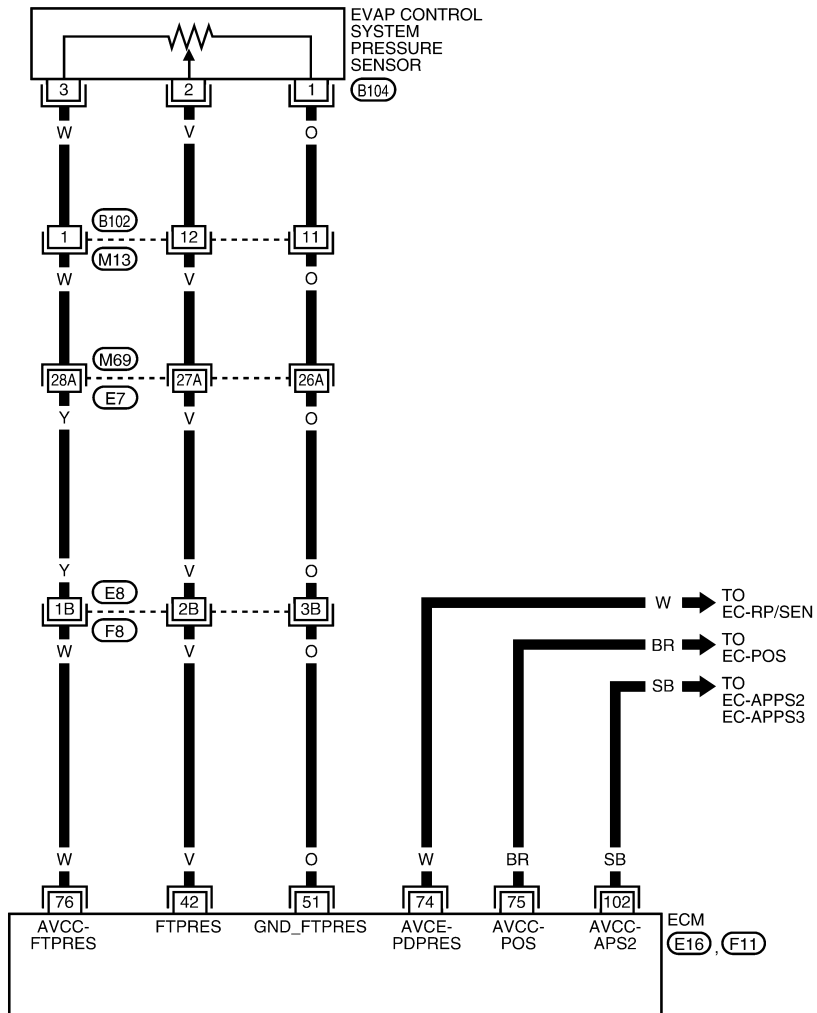 EVAP CONTROL
SYSTEM
PRESSURE
SENSOR
3 2 1 B104
W V O
B102
1 12 11
M13
W V O
M69
28A 27A 26A
E7
Y V O
Y V O
E8
1B 2B 3B
F8
W V O
W TO
EC-RP/SEN
BR TO
EC-POS
SB TO
EC-APPS2
EC-APPS3
W V O W BR SB
76 42 51 74 75 102
ECM
E16 , F11
AVCC-
FTPRES
FTPRES
GND_FTPRES
AVCE-
PDPRES
AVCC-
POS
AVCC-
APS2